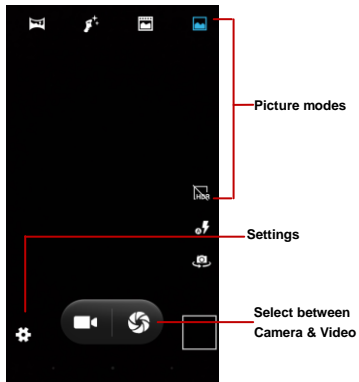 Picture modes
HDR
Settings
Select between
Camera & Video